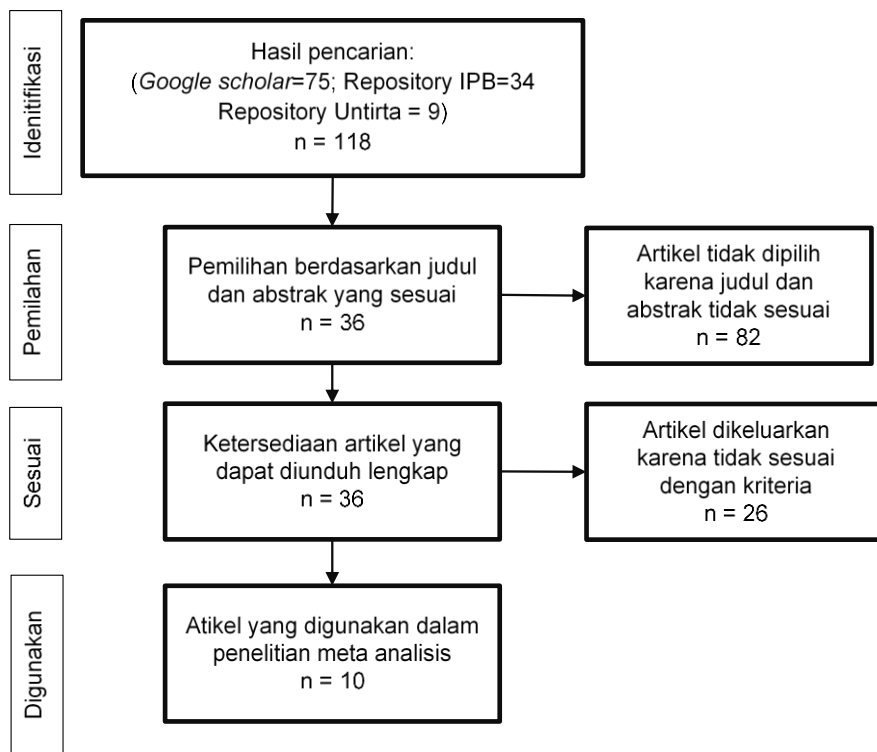 Idenitifikasi
Hasil pencarian:
(Google scholar=75; Repository IPB=34
Repository Untirta = 9)
n = 118
Pemilahan
Pemilihan berdasarkan judul
dan abstrak yang sesuai
n = 36
Artikel tidak dipilih
karena judul dan
abstrak tidak sesuai
n = 82
Sesuai
Ketersediaan artikel yang
dapat diunduh lengkap
n = 36
Artikel dikeluarkan
karena tidak sesuai
dengan kriteria
n = 26
Digunakan
Atikel yang digunakan dalam
penelitian meta analisis
n = 10